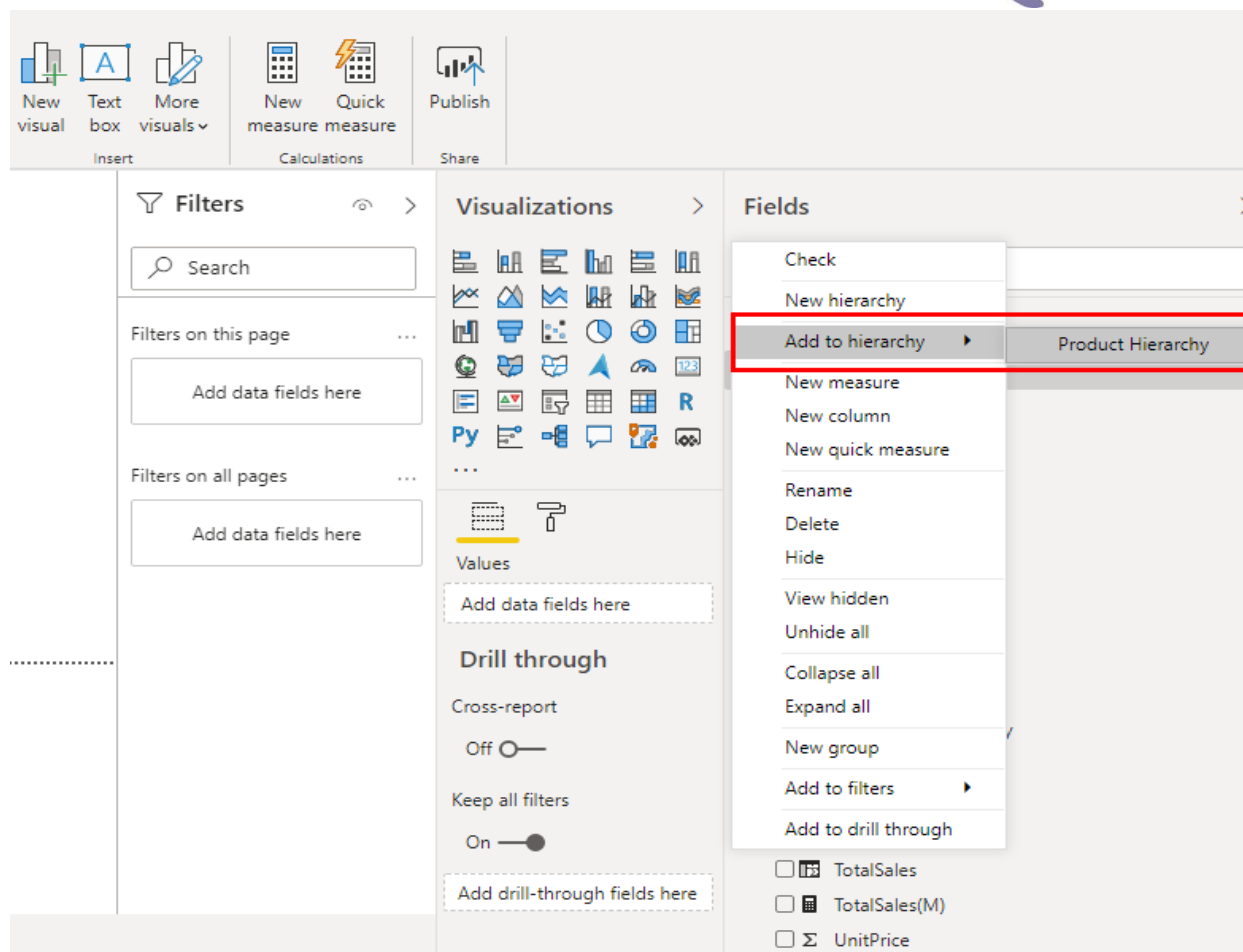 New visual
Text box
More visuals
New measure
Quick measure
Publish
Insert
Calculations
Share
Filters
Search
Filters on this page
...
Add data fields here
Filters on all pages
...
Add data fields here
Visualizations
123
R
Py
...
Values
Add data fields here
Drill through
Cross-report
Off
Keep all filters
On
Add drill-through fields here
Fields
Check
New hierarchy
Add to hierarchy
Product Hierarchy
New measure
New column
New quick measure
Rename
Delete
Hide
View hidden
Unhide all
Collapse all
Expand all
New group
Add to filters
Add to drill through
TotalSales
TotalSales(M)
Σ UnitPrice